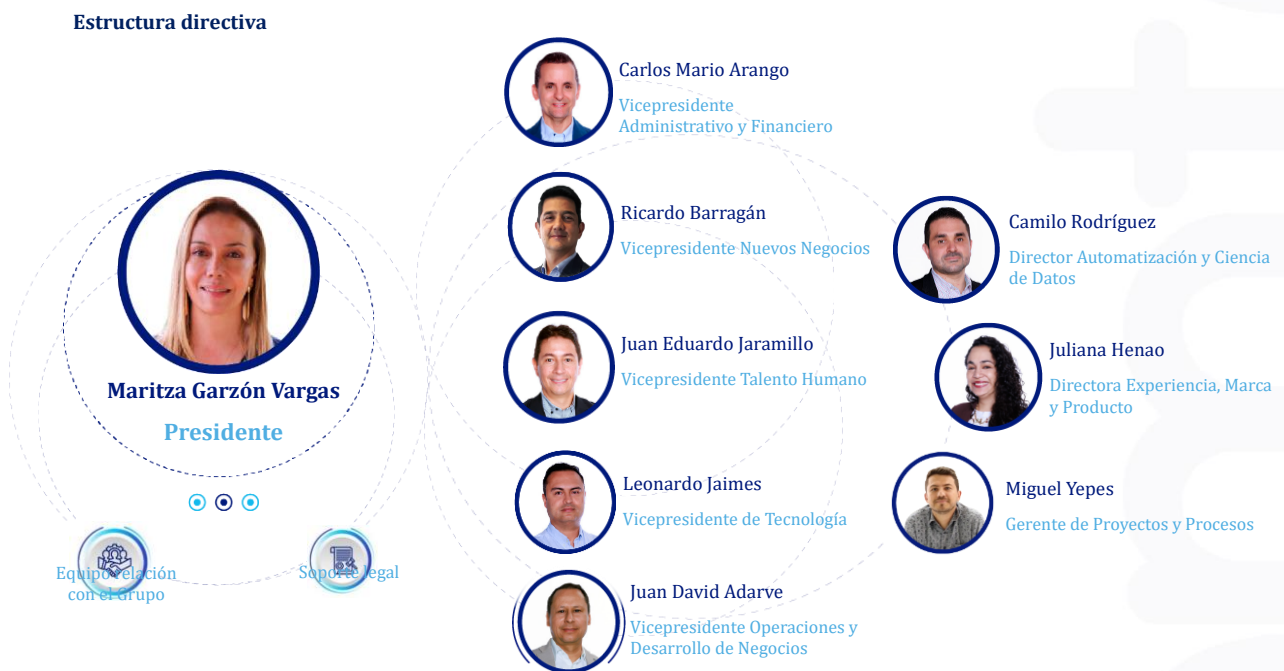 Estructura directiva
Maritza Garzón Vargas
Presidente
Equipo relación
con el Grupo
Soporte legal
Carlos Mario Arango
Vicepresidente
Administrativo y Financiero
Ricardo Barragán
Vicepresidente Nuevos Negocios
Juan Eduardo Jaramillo
Vicepresidente Talento Humano
Leonardo Jaimes
Vicepresidente de Tecnología
Juan David Adarve
Vicepresidente Operaciones y
Desarrollo de Negocios
Camilo Rodríguez
Director Automatización y Ciencia
de Datos
Juliana Henao
Directora Experiencia, Marca
y Producto
Miguel Yepes
Gerente de Proyectos y Procesos